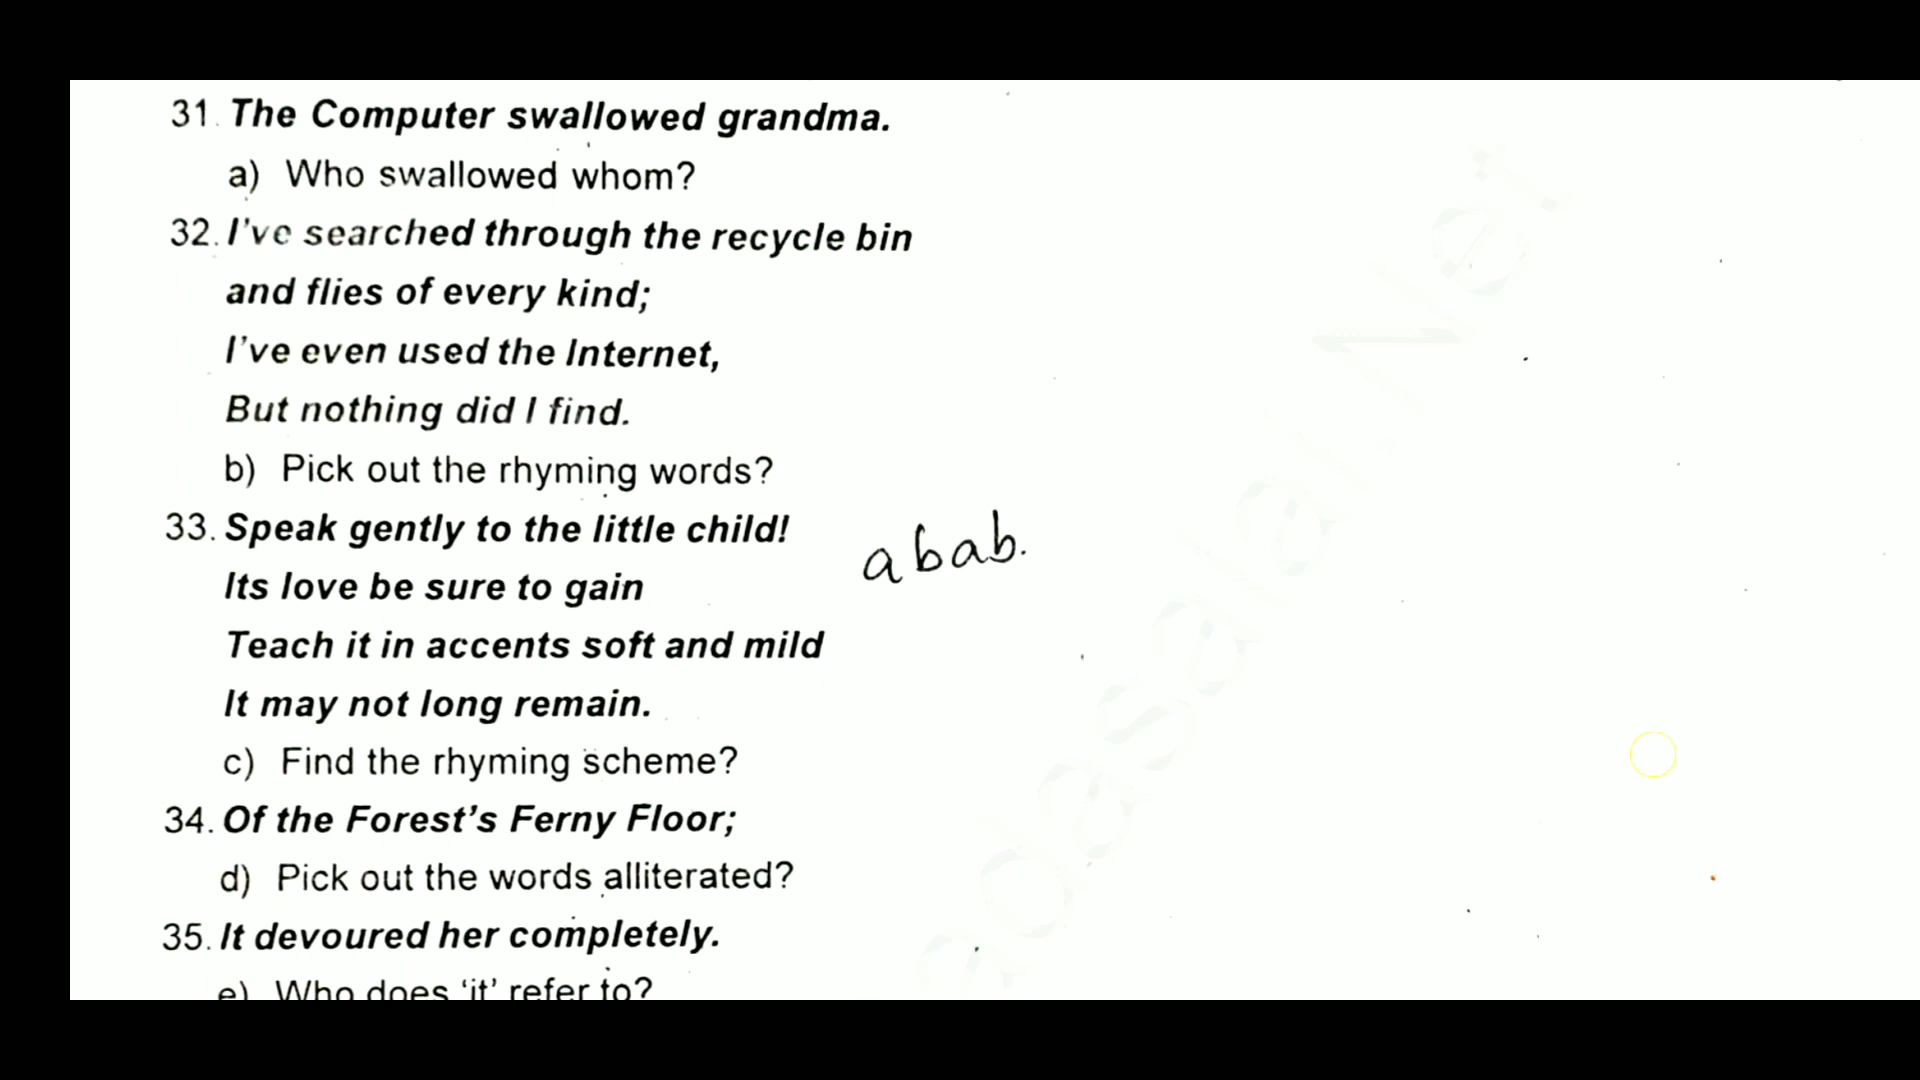 31. The Computer swallowed grandma.
a) Who swallowed whom?
32. I've searched through the recycle bin
and flies of every kind;
I've even used the Internet,
But nothing did I find.
b) Pick out the rhyming words?
33. Speak gently to the little child!
abab.
Its love be sure to gain
Teach it in accents soft and mild
It may not long remain.
c) Find the rhyming scheme?
34. Of the Forest's Ferny Floor;
d) Pick out the words alliterated?
35. It devoured her completely.
e) Who does 'it' refer to?